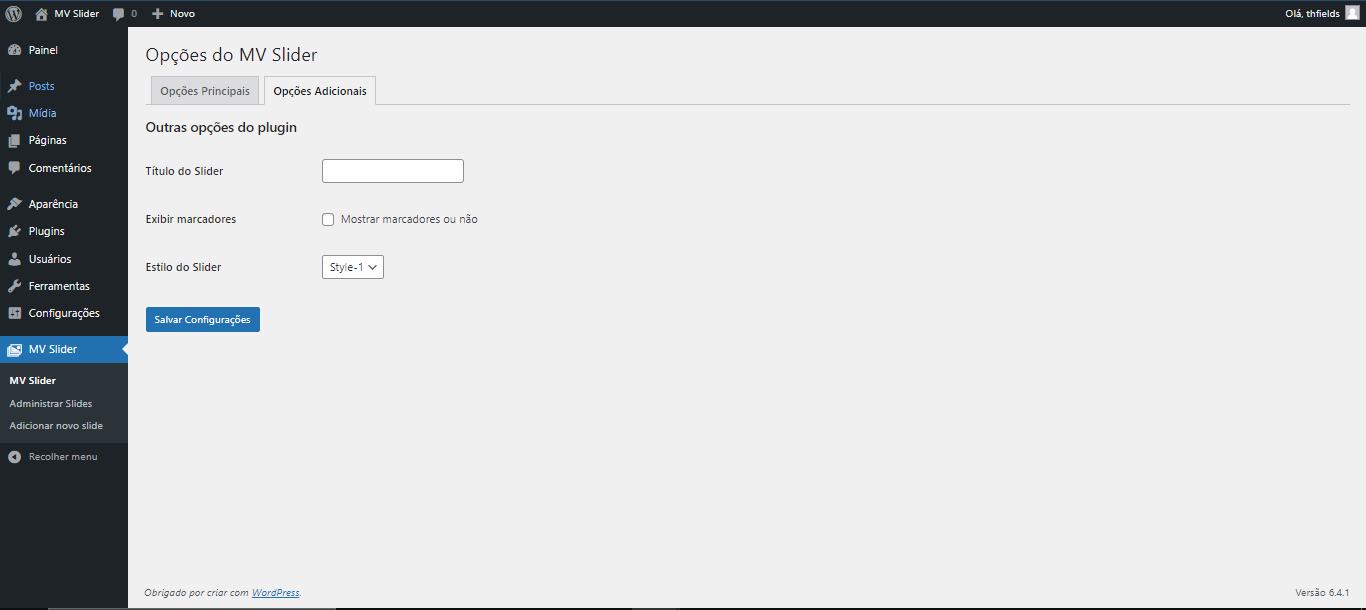 MV Slider 0 Novo Olá, thfields
Painel
Posts
Mídia
Páginas
Comentários
Aparência
Plugins
Usuários
Ferramentas
Configurações
MV Slider
MV Slider
Administrar Slides
Adicionar novo slide
Recolher menu
Opções do MV Slider
Opções Principais Opções Adicionais
Outras opções do plugin
Título do Slider
Exibir marcadores Mostrar marcadores ou não
Estilo do Slider Style-1
Salvar Configurações
Obrigado por criar com WordPress. Versão 6.4.1